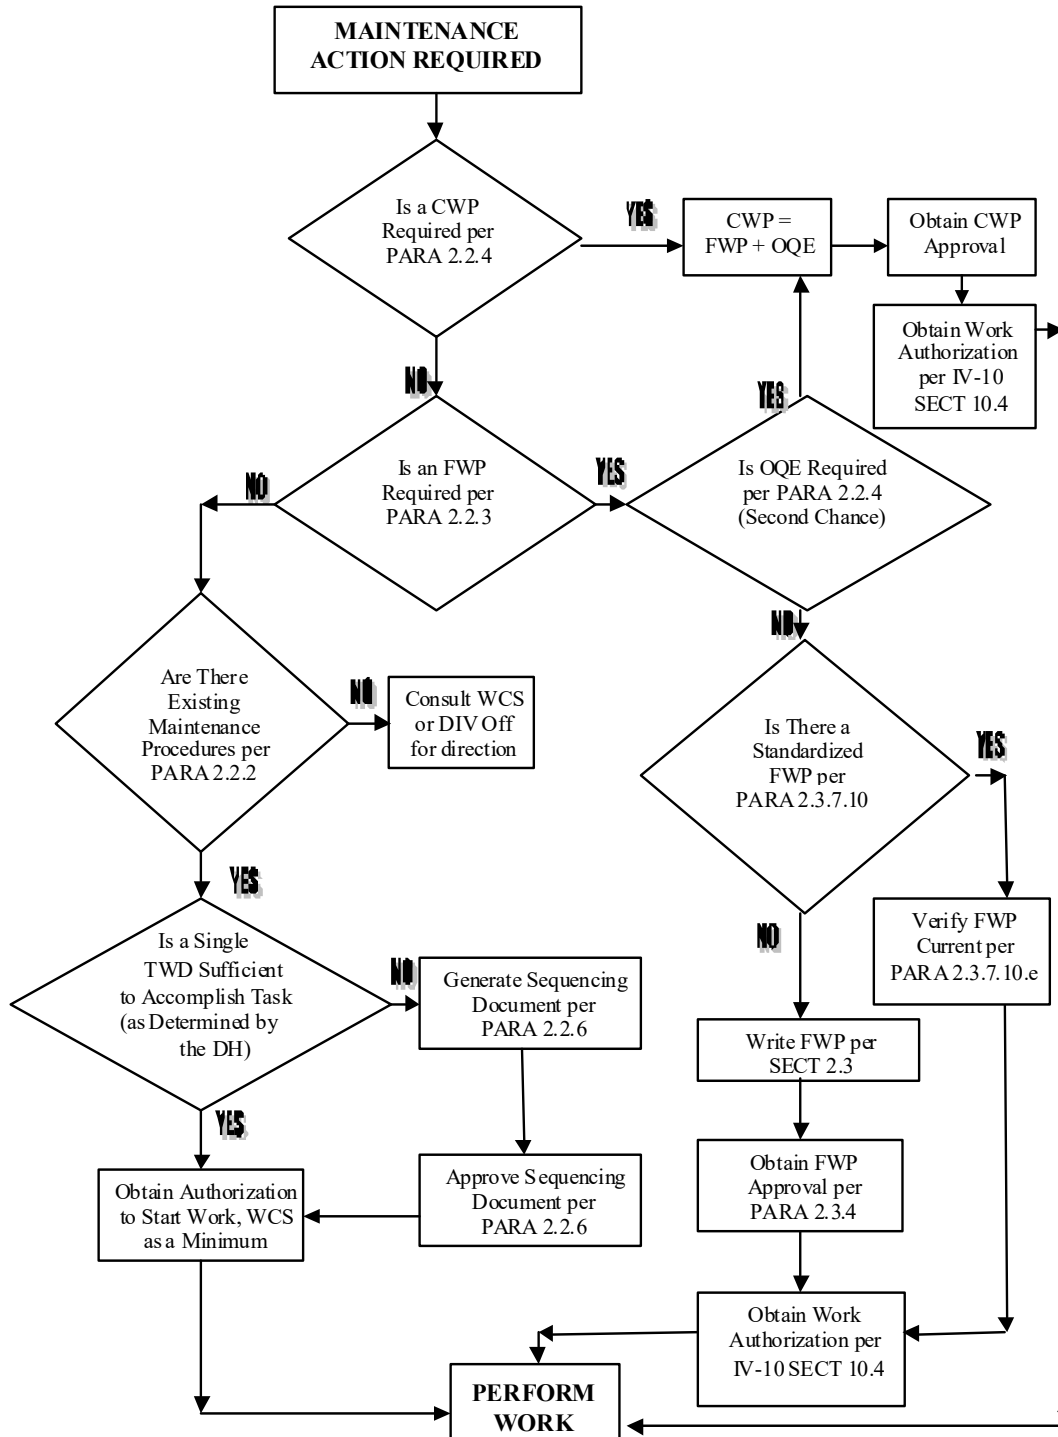 MAINTENANCE
ACTION REQUIRED
Is a CWP
Required per
PARA 2.2.4
YES
CWP =
FWP + OQE
Obtain CWP
Approval
Obtain Work
Authorization
per IV-10
SECT 10.4
NO
YES
Is an FWP
Required per
PARA 2.2.3
NO
YES
Is OQE Required
per PARA 2.2.4
(Second Chance)
NO
Are There
Existing
Maintenance
Procedures per
PARA 2.2.2
NO
Consult WCS
or DIV Off
for direction
Is There a
Standardized
FWP per
PARA 2.3.7.10
YES
YES
Is a Single
TWD Sufficient
to Accomplish Task
(as Determined by
the DH)
NO
Generate Sequencing
Document per
PARA 2.2.6
NO
Verify FWP
Current per
PARA 2.3.7.10.e
Write FWP per
SECT 2.3
YES
Obtain Authorization
to Start Work, WCS
as a Minimum
Approve Sequencing
Document per
PARA 2.2.6
Obtain FWP
Approval per
PARA 2.3.4
Obtain Work
Authorization per
IV-10 SECT 10.4
PERFORM
WORK